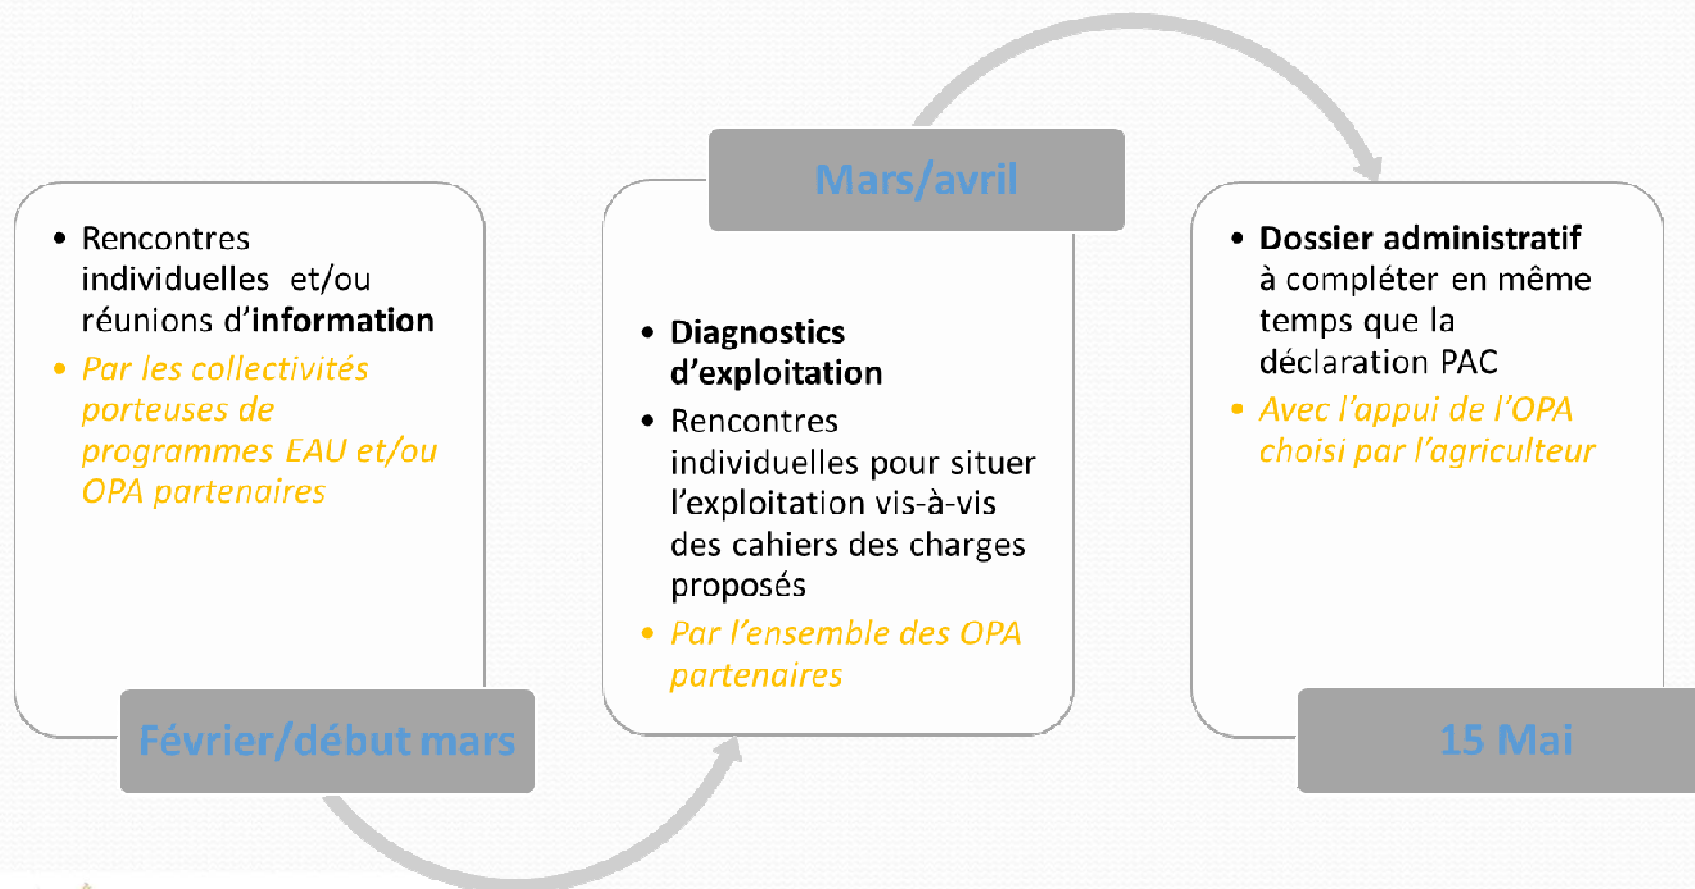 • Rencontres
individuelles et/ou
réunions d’information
• Par les collectivités
porteuses de
programmes EAU et/ou
OPA partenaires
Février/début mars
Mars/avril
• Diagnostics
d’exploitation
• Rencontres
individuelles pour situer
l’exploitation vis-à-vis
des cahiers des charges
proposés
• Par l’ensemble des OPA
partenaires
• Dossier administratif
à compléter en même
temps que la
déclaration PAC
• Avec l’appui de l’OPA
choisi par l’agriculteur
15 Mai